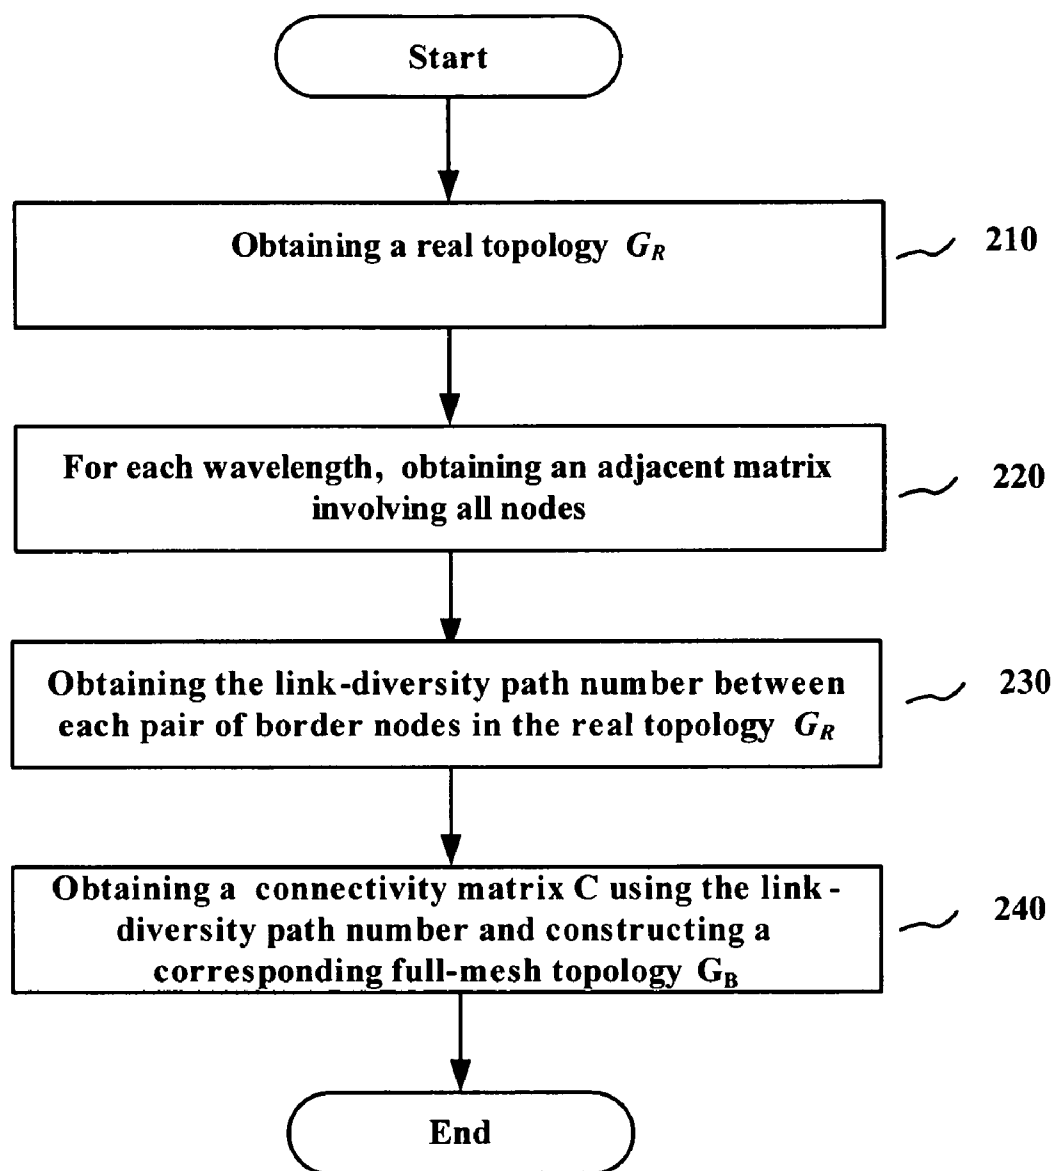 Start
Obtaining a real topology G_R
210
For each wavelength, obtaining an adjacent matrix
involving all nodes
220
Obtaining the link-diversity path number between
each pair of border nodes in the real topology G_R
230
Obtaining a connectivity matrix C using the link-
diversity path number and constructing a
corresponding full-mesh topology G_B
240
End